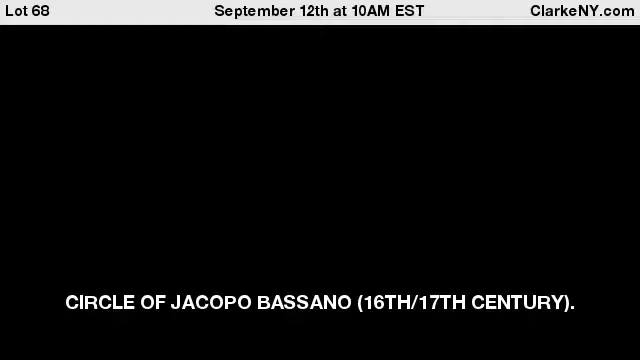 Lot 68 September 12th at 10AM EST ClarkeNY.com
CIRCLE OF JACOPO BASSANO (16TH/17TH CENTURY).